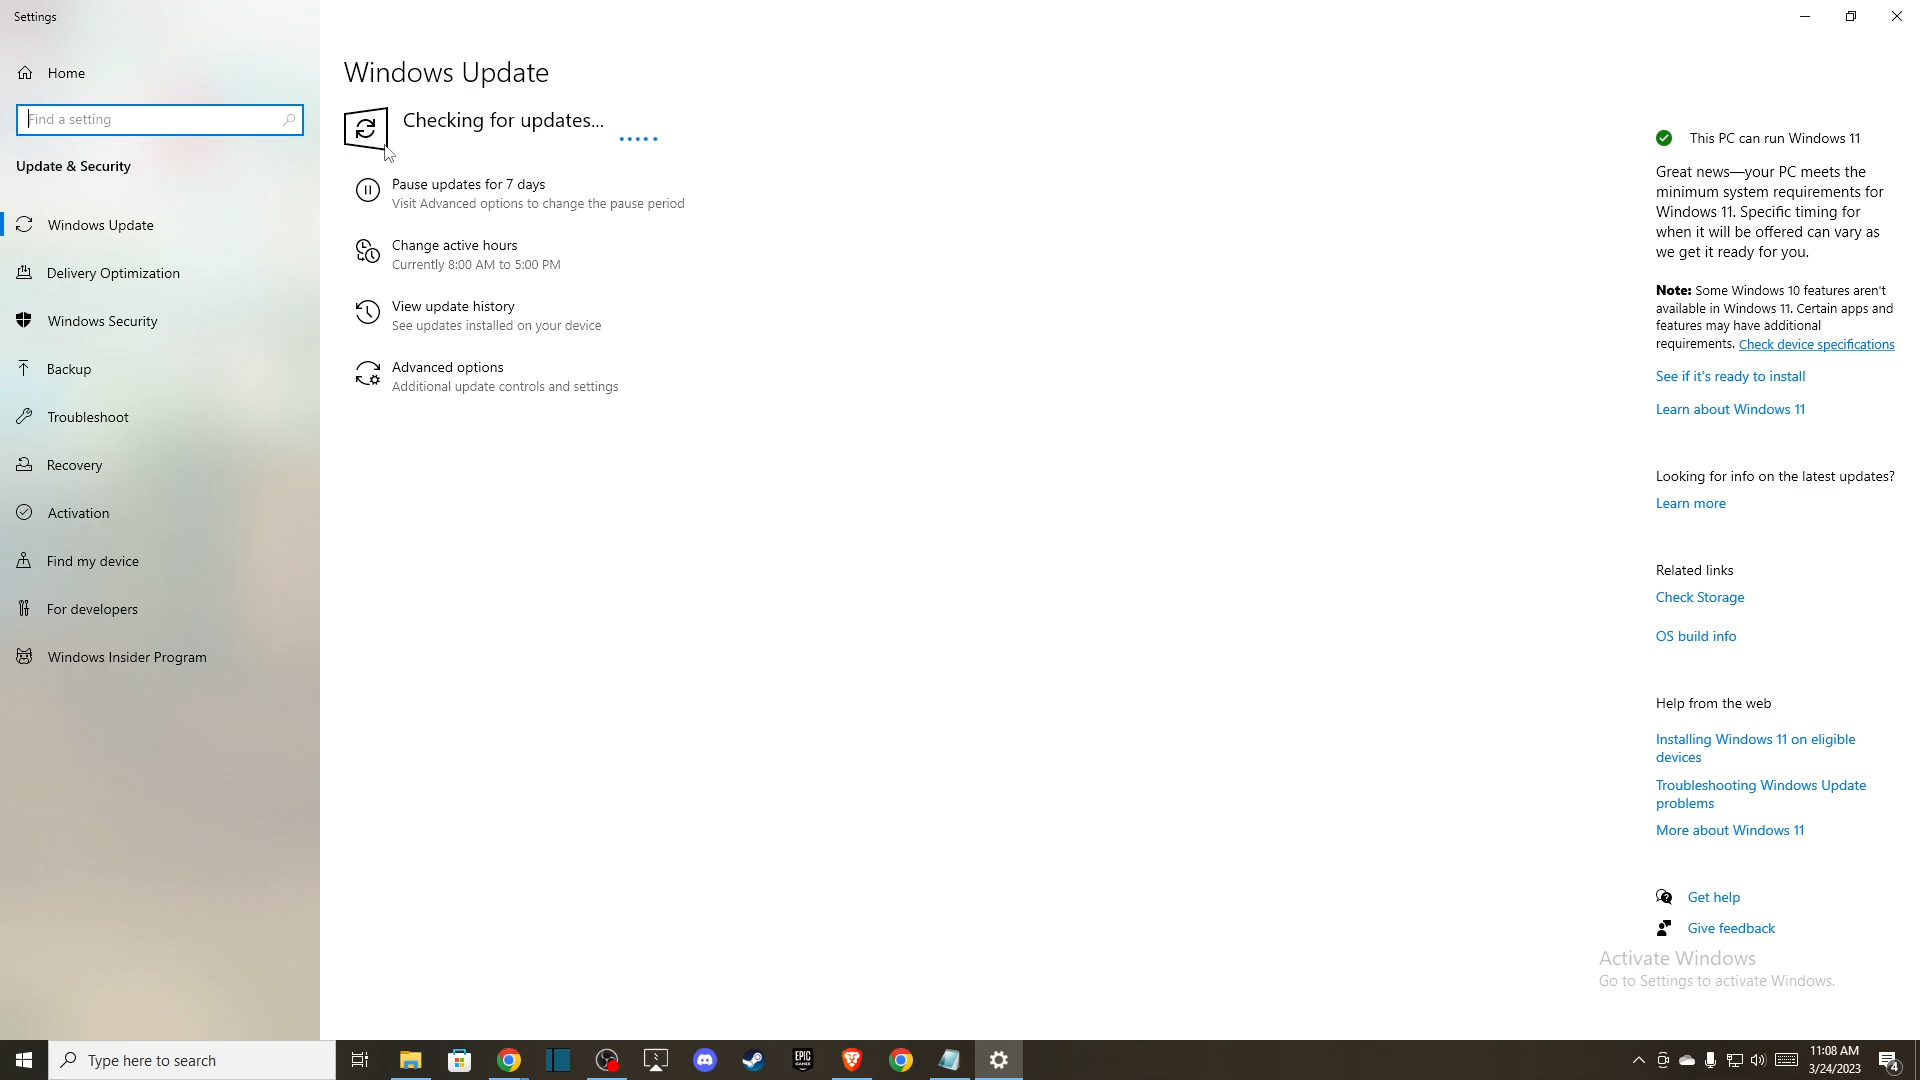 Settings
Home
Find a setting
Update & Security
Windows Update
Delivery Optimization
Windows Security
Backup
Troubleshoot
Recovery
Activation
Find my device
For developers
Windows Insider Program
Windows Update
Checking for updates...
Pause updates for 7 days
Visit Advanced options to change the pause period
Change active hours
Currently 8:00 AM to 5:00 PM
View update history
See updates installed on your device
Advanced options
Additional update controls and settings
This PC can run Windows 11
Great news—your PC meets the
minimum system requirements for
Windows 11. Specific timing for
when it will be offered can vary as
we get it ready for you.
Note: Some Windows 10 features aren't
available in Windows 11. Certain apps and
features may have additional
requirements. Check device specifications
See if it's ready to install
Learn about Windows 11
Looking for info on the latest updates?
Learn more
Related links
Check Storage
OS build info
Help from the web
Installing Windows 11 on eligible
devices
Troubleshooting Windows Update
problems
More about Windows 11
Get help
Give feedback
Activate Windows
Go to Settings to activate Windows.
Type here to search
EPIC
GAMES
11:08 AM
3/24/2023
4